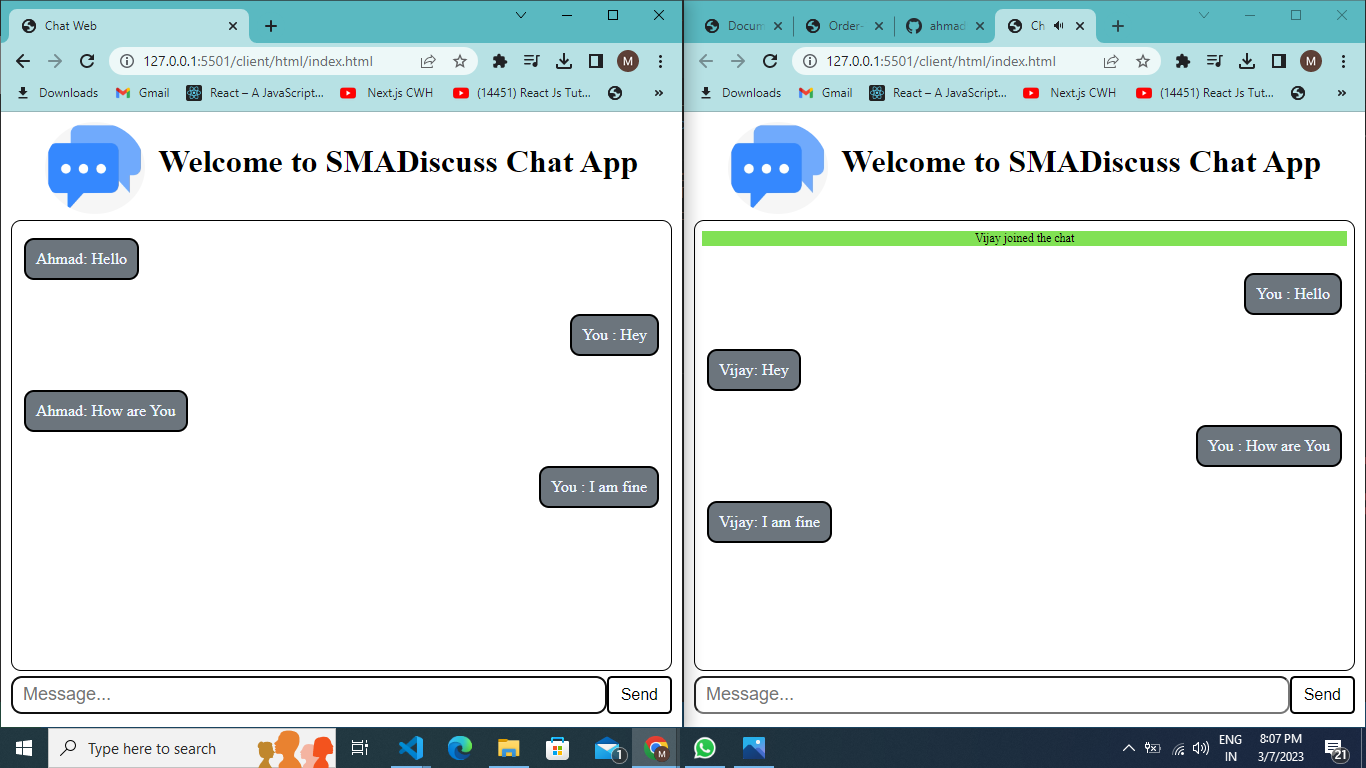 Chat Web
127.0.0.1:5501/client/html/index.html
M
Downloads
Gmail
React – A JavaScript...
Next.js CWH
(14451) React Js Tut...
»
Welcome to SMADiscuss Chat App
Ahmad: Hello
You : Hey
Ahmad: How are You
You : I am fine
Message...
Send
Docum
Order-
ahmad
Ch
127.0.0.1:5501/client/html/index.html
M
Downloads
Gmail
React – A JavaScript...
Next.js CWH
(14451) React Js Tut...
»
Welcome to SMADiscuss Chat App
Vijay joined the chat
You : Hello
Vijay: Hey
You : How are You
Vijay: I am fine
Message...
Send
Type here to search
1
M
ENG
IN
8:07 PM
3/7/2023
21